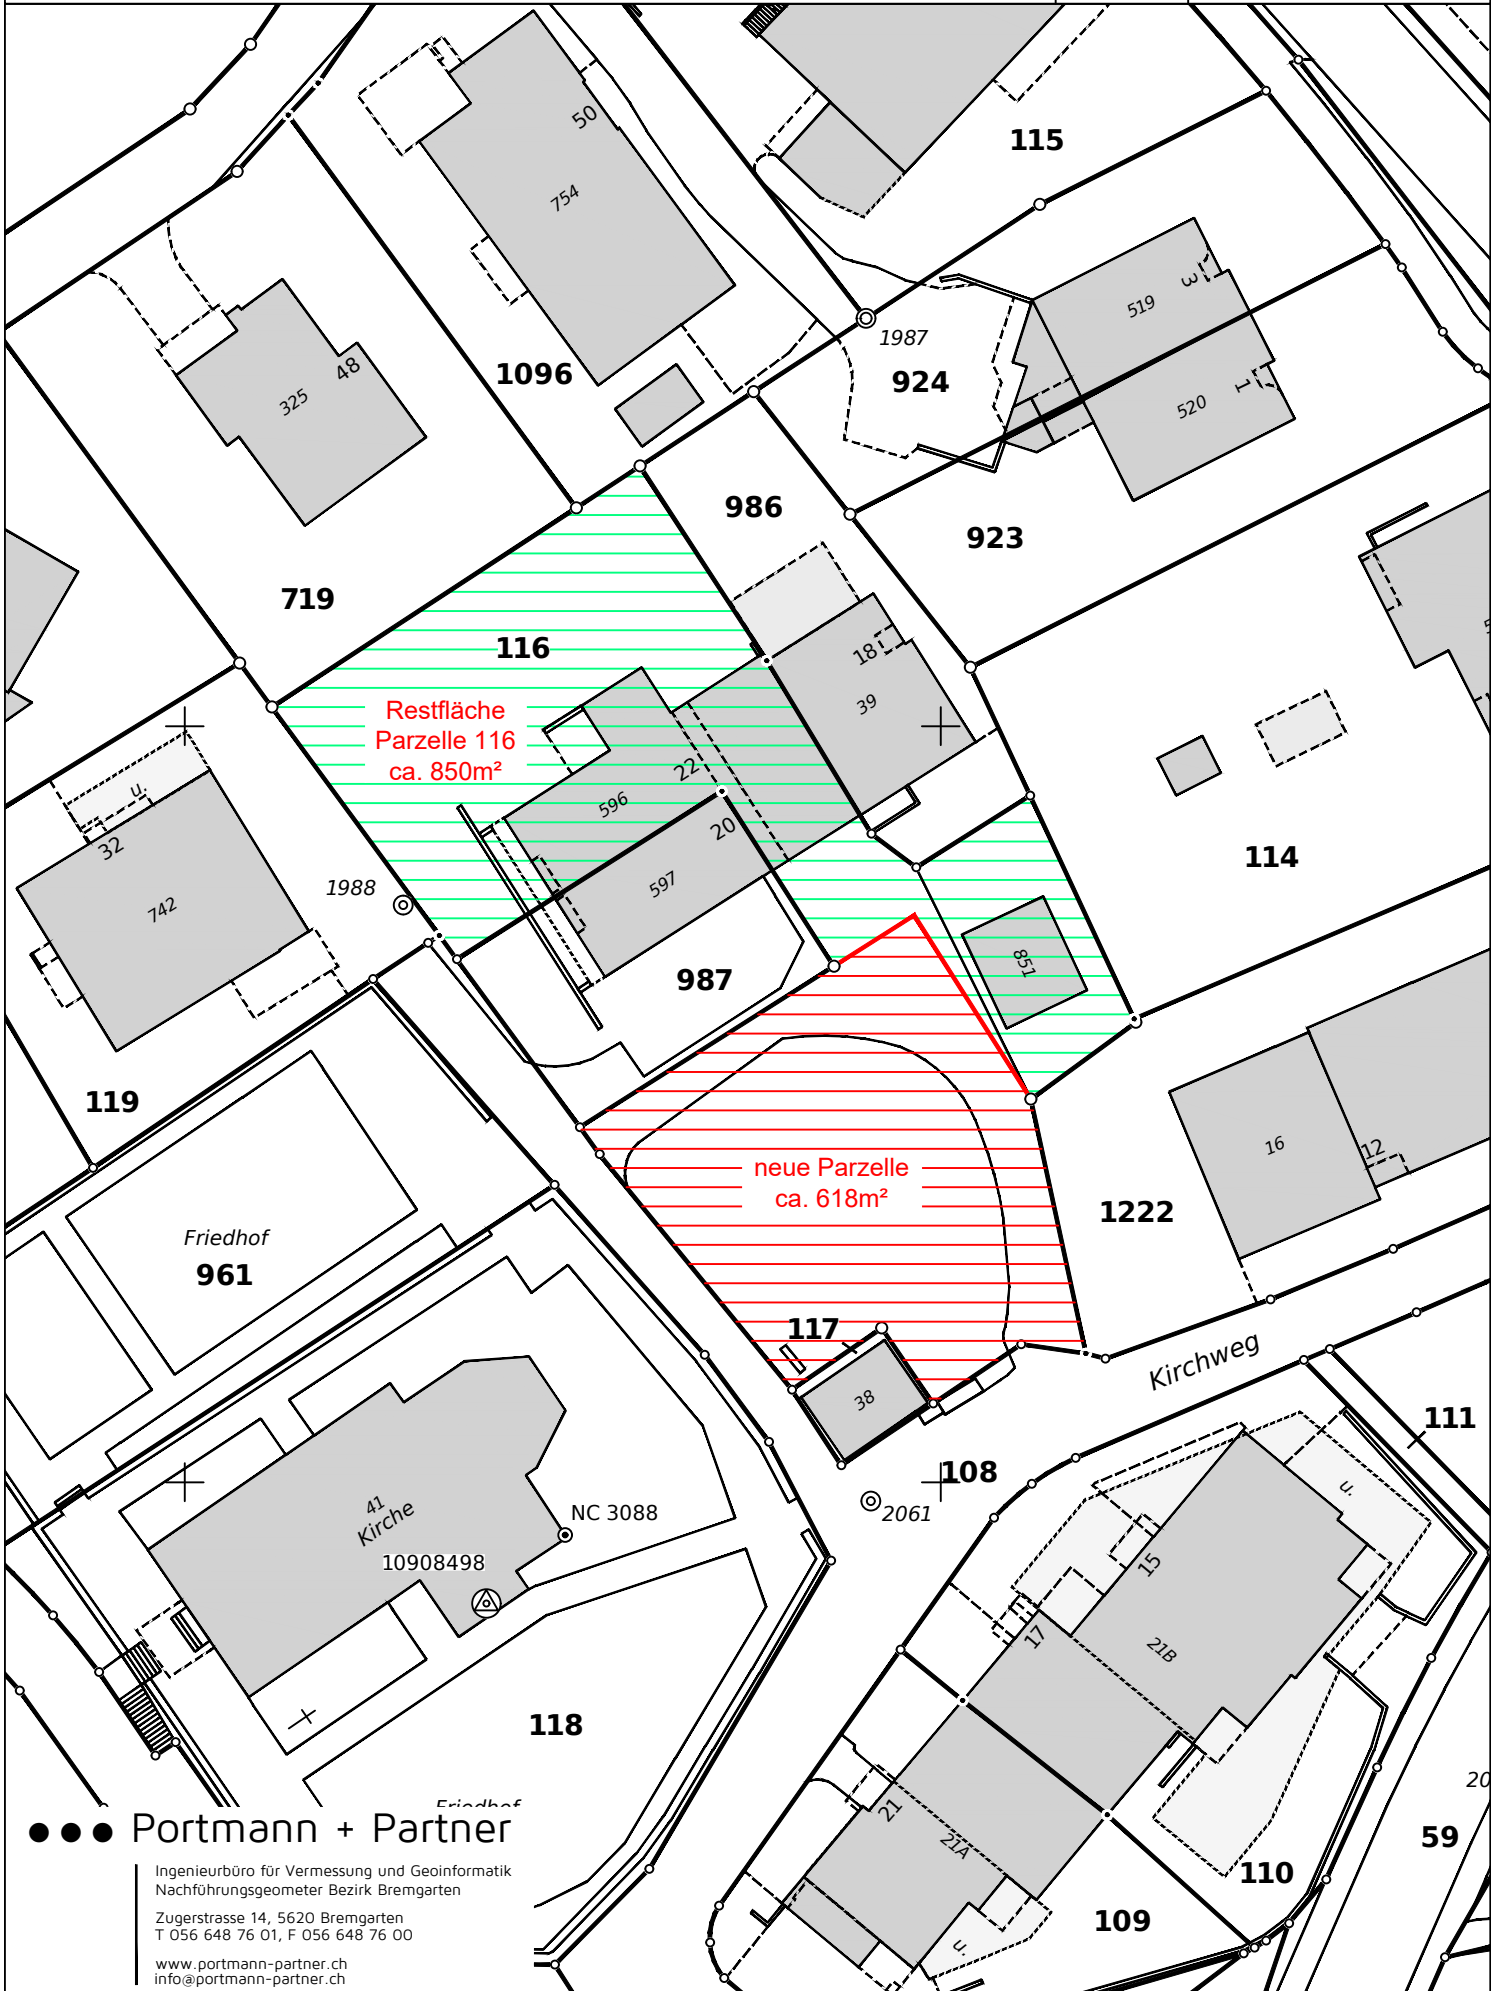 50
115
754
3
519
1987
1096
48
924
325
1
520
986
923
719
116
18
Restfläche
Parzelle 116
ca. 850m²
39
22
596
u.
20
32
114
597
1988
742
851
987
119
16
12
neue Parzelle
ca. 618m²
1222
Friedhof
961
117
Kirchweg
38
111
108
41
Kirche
NC 3088
2061
u.
10908498
15
17
21B
118
20
Friedhof
21
59
21A
110
109
u.
Portmann + Partner
Ingenieurbüro für Vermessung und Geoinformatik
Nachführungsgeometer Bezirk Bremgarten
Zugerstrasse 14, 5620 Bremgarten
T 056 648 76 01, F 056 648 76 00
www.portmann-partner.ch
info@portmann-partner.ch